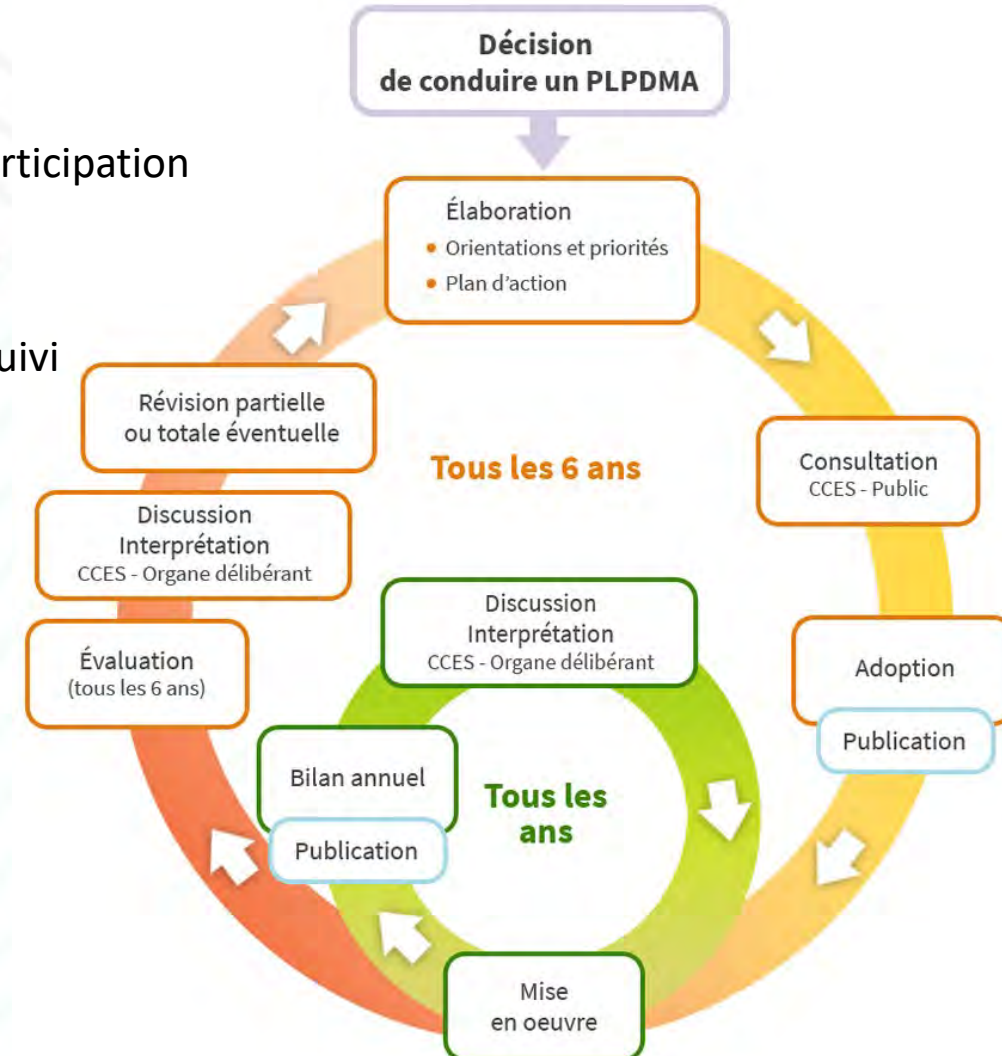 Décision
de conduire un PLPDMA
rticipation
Élaboration
• Orientations et priorités
• Plan d'action
uivi
Révision partielle
ou totale éventuelle
Tous les 6 ans
Consultation
CCES - Public
Discussion
Interprétation
CCES - Organe délibérant
Discussion
Interprétation
CCES - Organe délibérant
Évaluation
(tous les 6 ans)
Adoption
Publication
Bilan annuel
Publication
Tous les
ans
Mise
en oeuvre